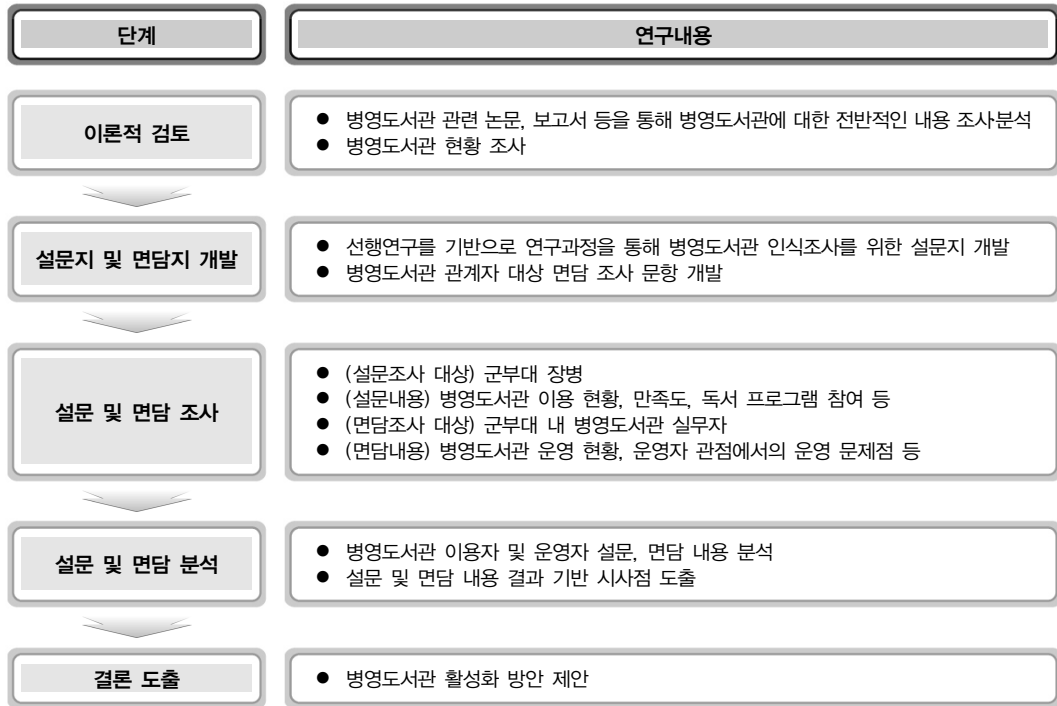 단계
연구내용
이론적 검토
● 병영도서관 관련 논문, 보고서 등을 통해 병영도서관에 대한 전반적인 내용 조사분석
● 병영도서관 현황 조사
설문지 및 면담지 개발
● 선행연구를 기반으로 연구과정을 통해 병영도서관 인식조사를 위한 설문지 개발
● 병영도서관 관계자 대상 면담 조사 문항 개발
설문 및 면담 조사
● (설문조사 대상) 군부대 장병
● (설문내용) 병영도서관 이용 현황, 만족도, 독서 프로그램 참여 등
● (면담조사 대상) 군부대 내 병영도서관 실무자
● (면담내용) 병영도서관 운영 현황, 운영자 관점에서의 운영 문제점 등
설문 및 면담 분석
● 병영도서관 이용자 및 운영자 설문, 면담 내용 분석
● 설문 및 면담 내용 결과 기반 시사점 도출
결론 도출
● 병영도서관 활성화 방안 제안